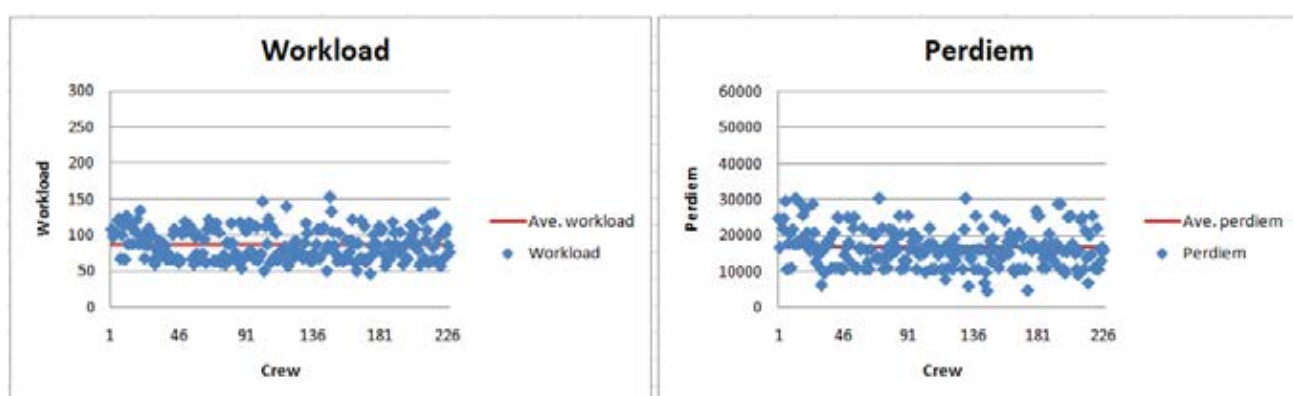 Workload
300
250
200
150
100
50
0
Workload
1 46 91 136 181 226
Crew
Ave. workload
Workload
Perdiem
60000
50000
40000
30000
20000
10000
0
Perdiem
1 46 91 136 181 226
Crew
Ave. perdiem
Perdiem